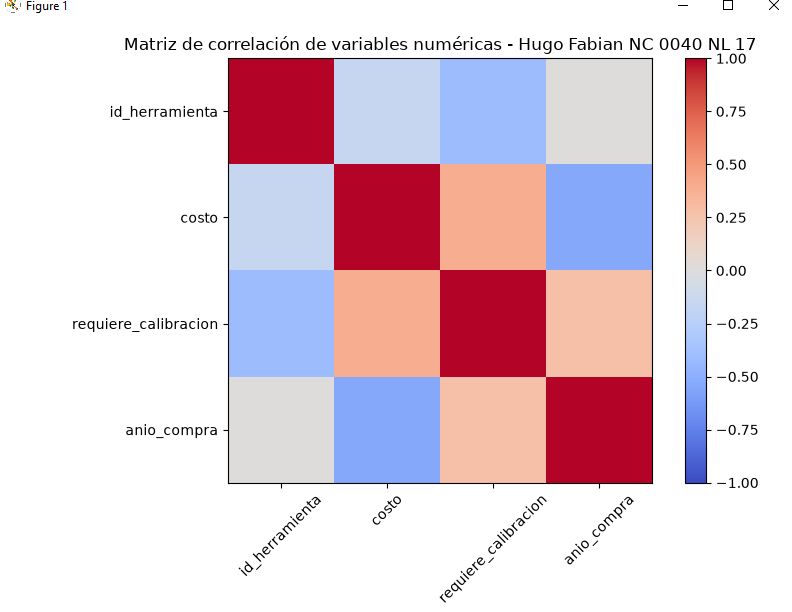 Figure 1
Matriz de correlación de variables numéricas - Hugo Fabian NC 0040 NL 17
id_herramienta
costo
requiere_calibracion
anio_compra
id_herramienta
costo
requiere_calibracion
anio_compra
1.00
0.75
0.50
0.25
0.00
−0.25
−0.50
−0.75
−1.00